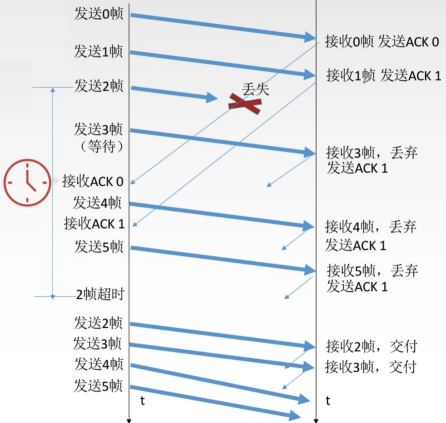 发送0帧
接收0帧 发送ACK 0
发送1帧
接收1帧 发送ACK 1
发送2帧
丢失
发送3帧
（等待）
接收3帧，丢弃
发送ACK 1
接收ACK 0
发送4帧
接收ACK 1
接收4帧，丢弃
发送ACK 1
发送5帧
接收5帧，丢弃
发送ACK 1
2帧超时
发送2帧
接收2帧，交付
发送3帧
接收3帧，交付
发送4帧
发送5帧
t
t